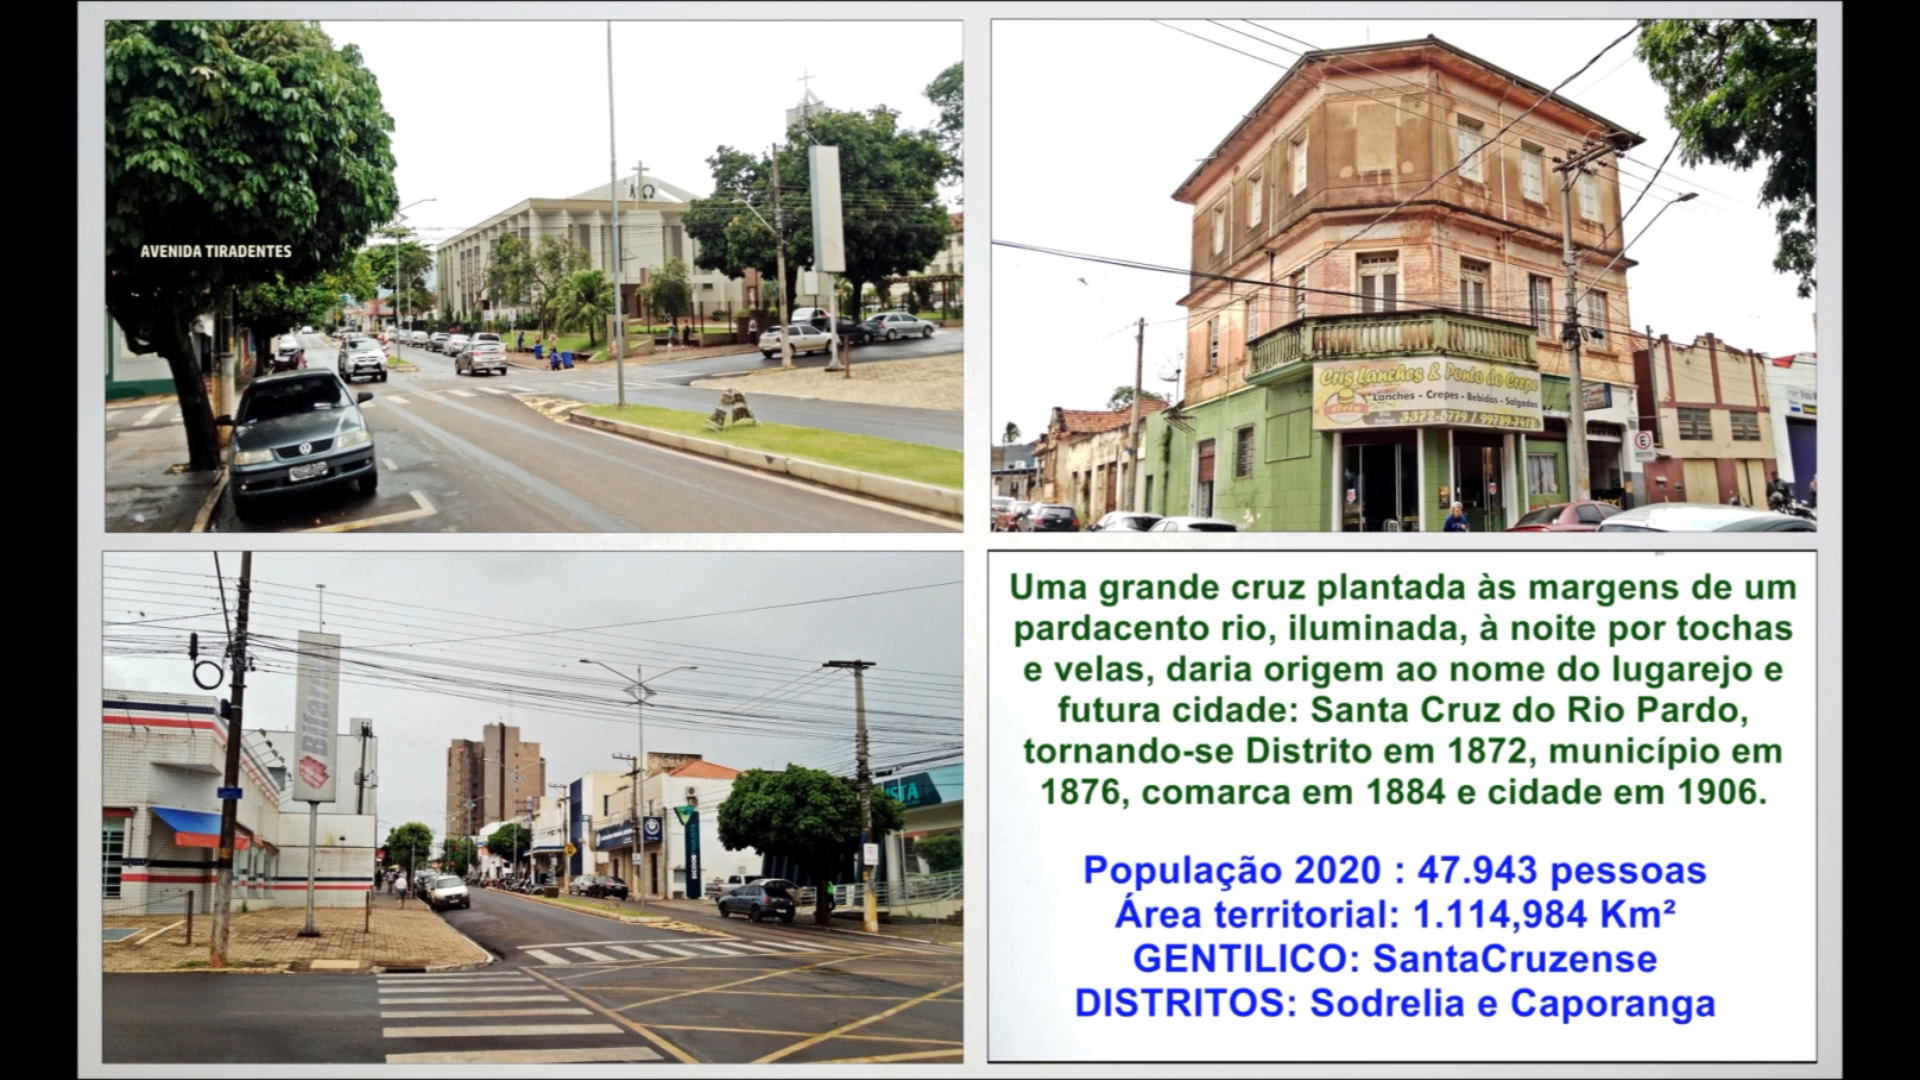 AVENIDA TIRADENTES
Α Ω
Cris Lanches & Ponto do Crepe
Lanches - Crepes - Bebidas - Salgados
E
Bifarma
SICOOB
Uma grande cruz plantada às margens de um
pardacento rio, iluminada, à noite por tochas
e velas, daria origem ao nome do lugarejo e
futura cidade: Santa Cruz do Rio Pardo,
tornando-se Distrito em 1872, município em
1876, comarca em 1884 e cidade em 1906.
População 2020 : 47.943 pessoas
Área territorial: 1.114,984 Km²
GENTILICO: SantaCruzense
DISTRITOS: Sodrelia e Caporanga